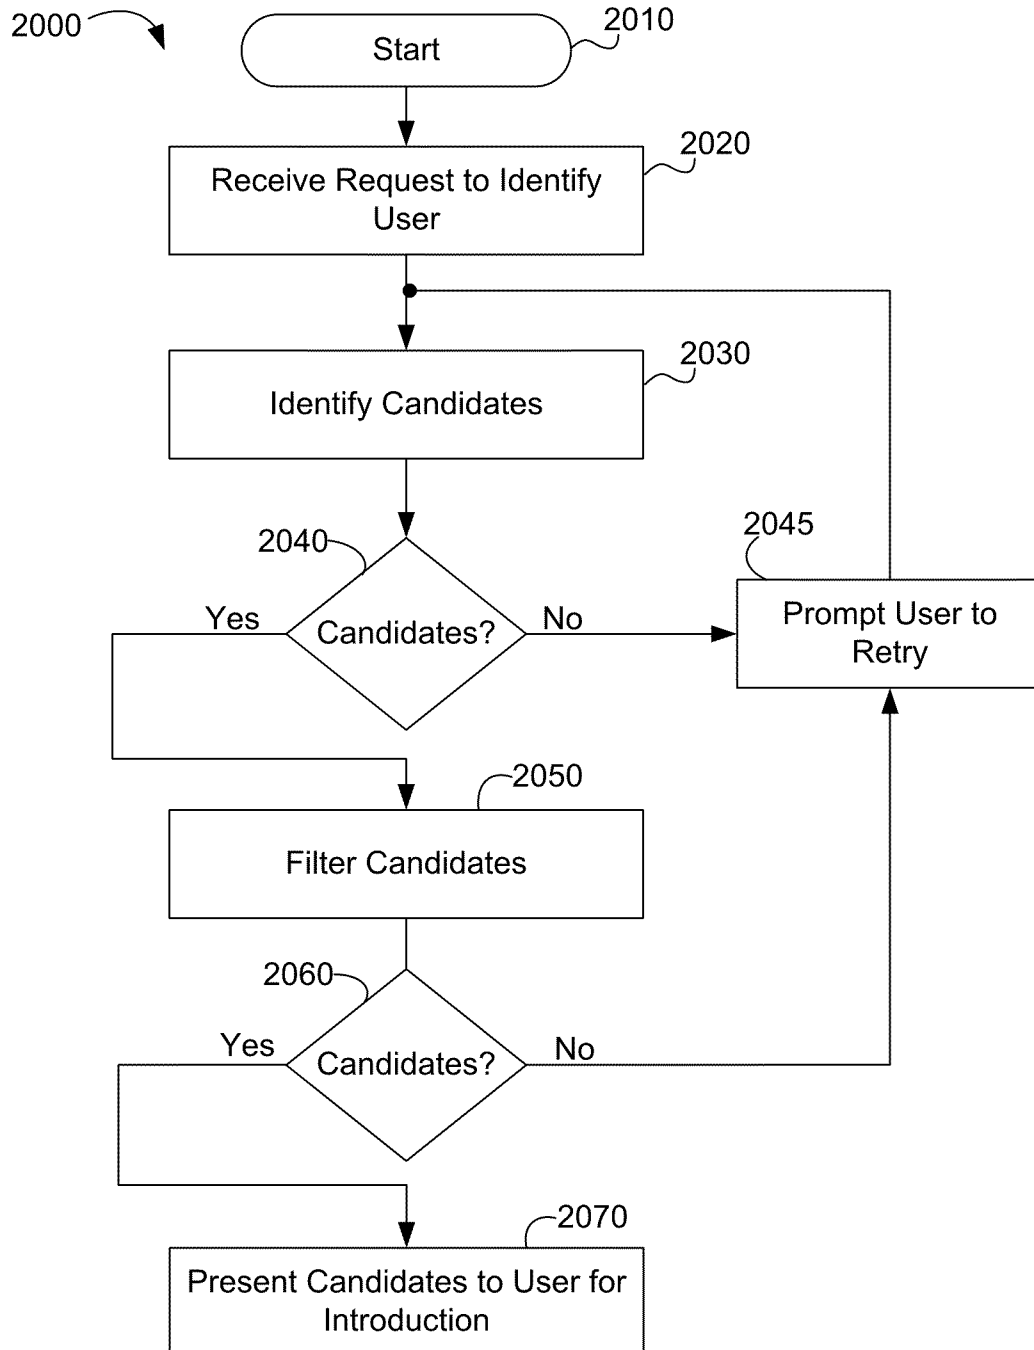 2000
Start
2010
2020
Receive Request to Identify
User
2030
Identify Candidates
2040
Yes
Candidates?
No
2045
Prompt User to
Retry
2050
Filter Candidates
2060
Yes
Candidates?
No
2070
Present Candidates to User for
Introduction